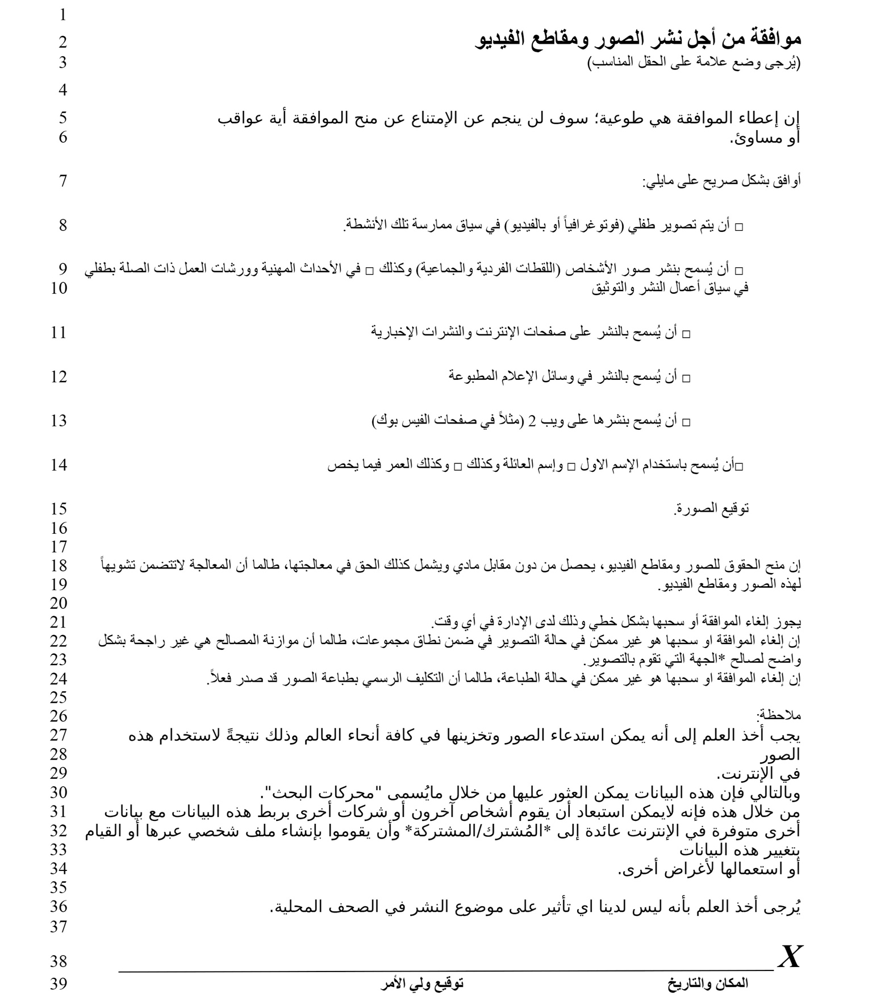 1
موافقة من أجل نشر الصور ومقاطع الفيديو 2
(يُرجى وضع علامة على الحقل المناسب) 3
4
إن إعطاء الموافقة هي طوعية؛ سوف لن ينجم عن الإمتناع عن منح الموافقة أية عواقب 5
أو مساوئ. 6
أوافق بشكل صريح على مايلي: 7
□ أن يتم تصوير طفلي (فوتوغرافياً أو بالفيديو) في سياق ممارسة تلك الأنشطة. 8
□ أن يُسمح بنشر صور الأشخاص (اللقطات الفردية والجماعية) وكذلك □ في الأحداث المهنية وورشات العمل ذات الصلة بطفلي 9
في سياق أعمال النشر والتوثيق 10
□ أن يُسمح بالنشر على صفحات الإنترنت والنشرات الإخبارية 11
□ أن يُسمح بالنشر في وسائل الإعلام المطبوعة 12
□ أن يُسمح بنشرها على ويب 2 (مثلاً في صفحات الفيس بوك) 13
□أن يُسمح باستخدام الإسم الاول □ وإسم العائلة وكذلك □ وكذلك العمر فيما يخص 14
توقيع الصورة. 15
16
17
إن منح الحقوق للصور ومقاطع الفيديو، يحصل من دون مقابل مادي ويشمل كذلك الحق في معالجتها، طالما أن المعالجة لاتتضمن تشويهاً 18
لهذه الصور ومقاطع الفيديو. 19
20
يجوز إلغاء الموافقة أو سحبها بشكل خطي وذلك لدى الإدارة في أي وقت. 21
إن إلغاء الموافقة او سحبها هو غير ممكن في حالة التصوير في ضمن نطاق مجموعات، طالما أن موازنة المصالح هي غير راجحة بشكل 22
واضح لصالح *الجهة التي تقوم بالتصوير. 23
إن إلغاء الموافقة او سحبها هو غير ممكن في حالة الطباعة، طالما أن التكليف الرسمي بطباعة الصور قد صدر فعلاً. 24
25
ملاحظة: 26
يجب أخذ العلم إلى أنه يمكن استدعاء الصور وتخزينها في كافة أنحاء العالم وذلك نتيجةً لاستخدام هذه 27
الصور 28
في الإنترنت. 29
وبالتالي فإن هذه البيانات يمكن العثور عليها من خلال مايُسمى "محركات البحث". 30
من خلال هذه فإنه لايمكن استبعاد أن يقوم أشخاص آخرون أو شركات أخرى بربط هذه البيانات مع بيانات 31
أخرى متوفرة في الإنترنت عائدة إلى *المُشترك/المشتركة* وأن يقوموا بإنشاء ملف شخصي عبرها أو القيام 32
بتغيير هذه البيانات 33
أو استعمالها لأغراض أخرى. 34
35
يُرجى أخذ العلم بأنه ليس لدينا اي تأثير على موضوع النشر في الصحف المحلية. 36
37
X 38
المكان والتاريخ توقيع ولي الأمر 39